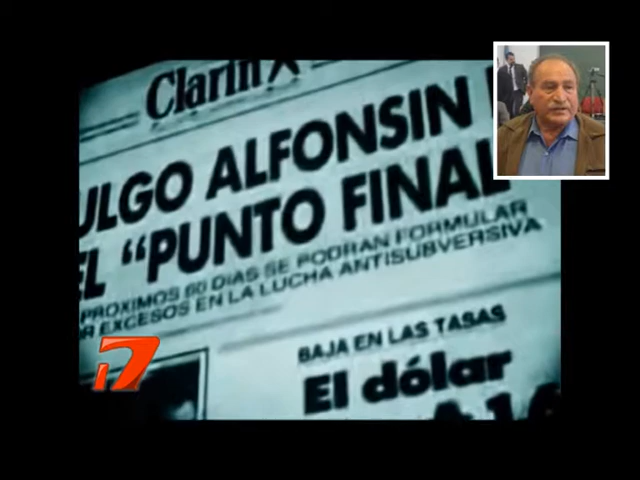 Clarín
ULGO ALFONSIN
EL "PUNTO FINAL
PROXIMOS 60 DIAS SE PODRAN FORMULAR
R EXCESOS EN LA LUCHA ANTISUBVERSIVA
BAJA EN LAS TASAS
El dólar
7